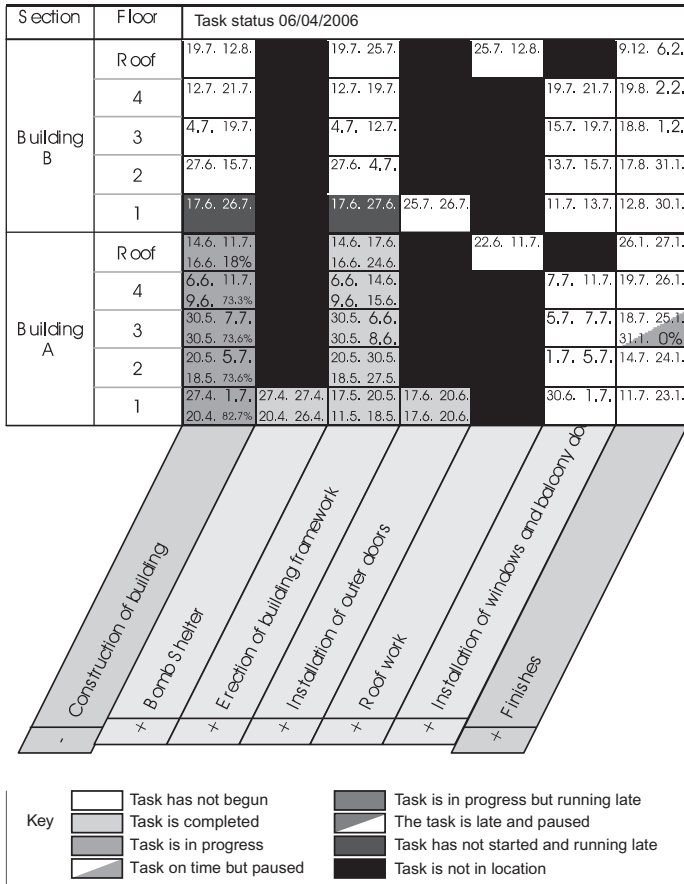 Section Floor Task status 06/04/2006
Roof 19.7. 12.8. 19.7. 25.7. 25.7. 12.8. 9.12. 6.2.
4 12.7. 21.7. 12.7. 19.7. 19.7. 21.7. 19.8. 2.2.
Building B
3 4.7. 19.7. 4.7. 12.7. 15.7. 19.7. 18.8. 1.2.
2 27.6. 15.7. 27.6. 4.7. 13.7. 15.7. 17.8. 31.1.
1 17.6. 26.7. 17.6. 27.6. 25.7. 26.7. 11.7. 13.7. 12.8. 30.1.
Roof 14.6. 11.7. 14.6. 17.6. 22.6. 11.7. 26.1. 27.1.
16.6. 18% 16.6. 24.6.
4 6.6. 11.7. 6.6. 14.6. 7.7. 11.7. 19.7. 26.1.
9.6. 73.3% 9.6. 15.6.
Building A
3 30.5. 7.7. 30.5. 6.6. 5.7. 7.7. 18.7. 25.1.
30.5. 73.6% 30.5. 8.6. 31.1. 0%
2 20.5. 5.7. 20.5. 30.5. 1.7. 5.7. 14.7. 24.1.
18.5. 73.6% 18.5. 27.5.
1 27.4. 1.7. 27.4. 27.4. 17.5. 20.5. 17.6. 20.6. 30.6. 1.7. 11.7. 23.1.
20.4. 82.7% 20.4. 26.4. 11.5. 18.5. 17.6. 20.6.
- Construction of building
+ Bomb Shelter
+ Erection of building framework
+ Installation of outer doors
+ Roof work
+ Installation of windows and balcony doo
+ Finishes
Key
Task has not begun
Task is completed
Task is in progress
Task on time but paused
Task is in progress but running late
The task is late and paused
Task has not started and running late
Task is not in location